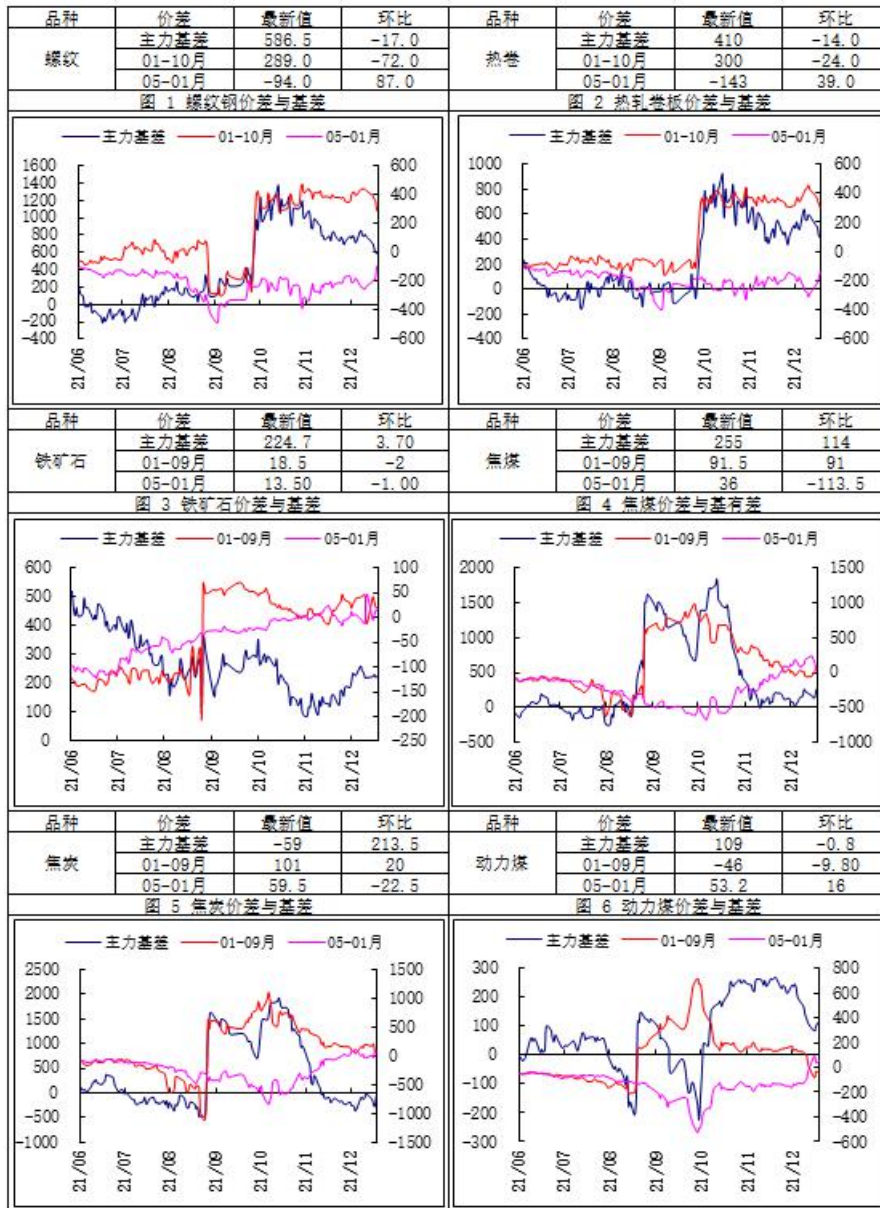 品种 价差 最新值 环比
螺纹 主力基差 586.5 -17.0
01-10月 289.0 -72.0
05-01月 -94.0 87.0
图 1 螺纹钢价差与基差
主力基差 01-10月 05-01月
1600 1400 1200 1000 800 600 400 200 0 -200 -400
600 400 200 0 -200 -400 -600
21/06 21/07 21/08 21/09 21/10 21/11 21/12
品种 价差 最新值 环比
热卷 主力基差 410 -14.0
01-10月 300 -24.0
05-01月 -143 39.0
图 2 热轧卷板价差与基差
主力基差 01-10月 05-01月
1000 800 600 400 200 0 -200 -400
600 400 200 0 -200 -400 -600
21/06 21/07 21/08 21/09 21/10 21/11 21/12
品种 价差 最新值 环比
铁矿石 主力基差 224.7 3.70
01-09月 18.5 -2
05-01月 13.50 -1.00
图 3 铁矿石价差与基差
主力基差 01-09月 05-01月
600 500 400 300 200 100 0
100 50 0 -50 -100 -150 -200 -250
21/06 21/07 21/08 21/09 21/10 21/11 21/12
品种 价差 最新值 环比
焦煤 主力基差 255 114
01-09月 91.5 91
05-01月 36 -113.5
图 4 焦煤价差与基有差
主力基差 01-09月 05-01月
2000 1500 1000 500 0 -500
1500 1000 500 0 -500 -1000
21/06 21/07 21/08 21/09 21/10 21/11 21/12
品种 价差 最新值 环比
焦炭 主力基差 -59 213.5
01-09月 101 20
05-01月 59.5 -22.5
图 5 焦炭价差与基差
主力基差 01-09月 05-01月
2500 2000 1500 1000 500 0 -500 -1000
1500 1000 500 0 -500 -1000 -1500
21/06 21/07 21/08 21/09 21/10 21/11 21/12
品种 价差 最新值 环比
动力煤 主力基差 109 -0.8
01-09月 -46 -9.80
05-01月 53.2 16
图 6 动力煤价差与基差
主力基差 01-09月 05-01月
300 200 100 0 -100 -200 -300
800 600 400 200 0 -200 -400 -600
21/06 21/07 21/08 21/09 21/10 21/11 21/12